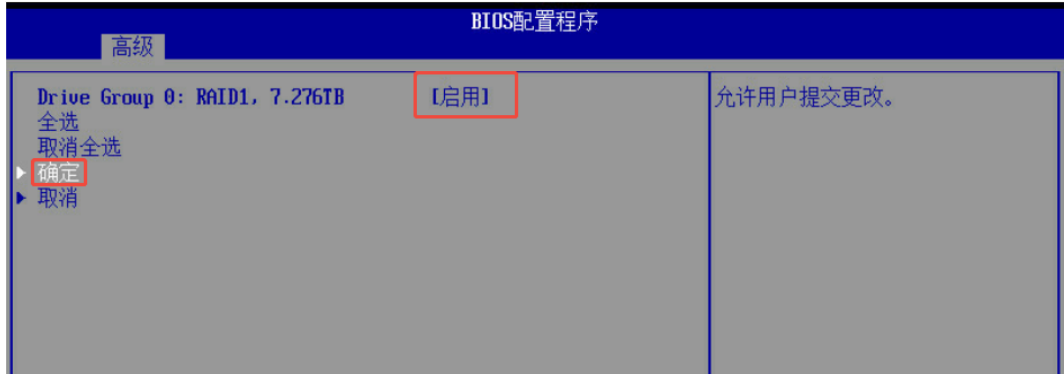 BIOS配置程序
高级
Drive Group 0: RAID1, 7.276TB [启用]
允许用户提交更改。
全选
取消全选
确定
取消